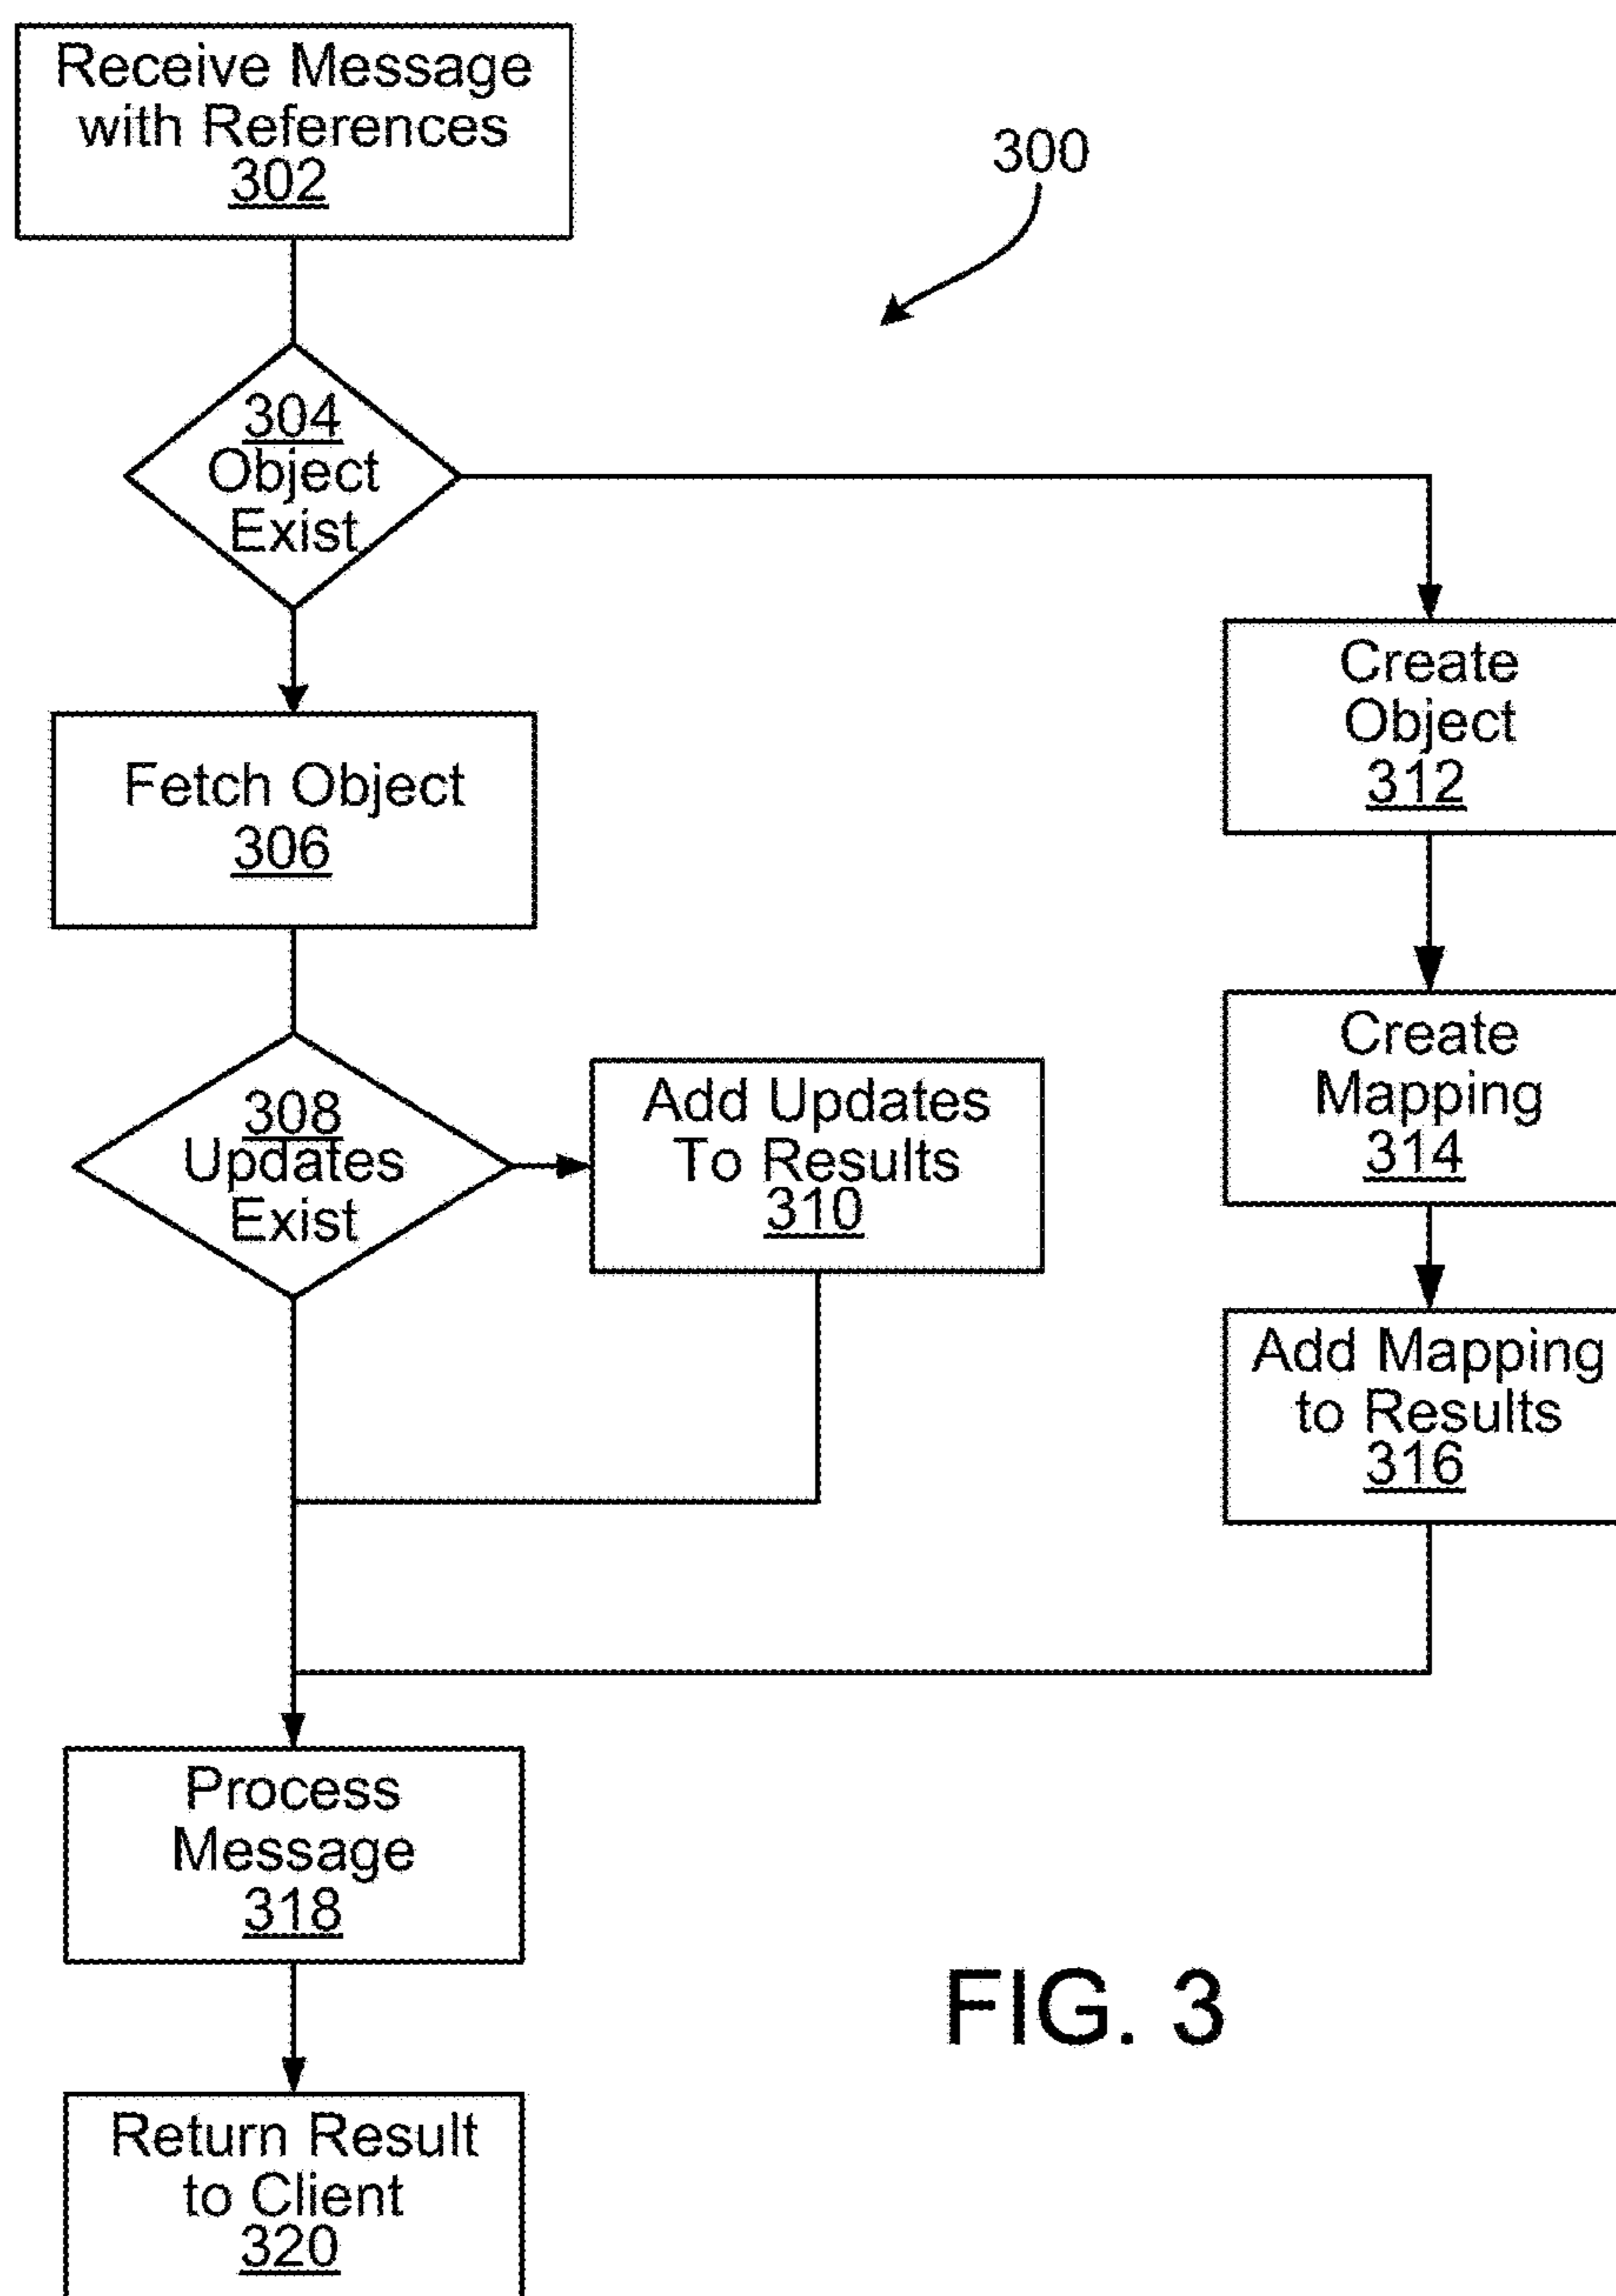 Receive Message
with References
302
300
304
Object
Exist
Create
Object
312
Fetch Object
306
Create
Mapping
314
308
Updates
Exist
Add Updates
To Results
310
Add Mapping
to Results
316
Process
Message
318
FIG. 3
Return Result
to Client
320